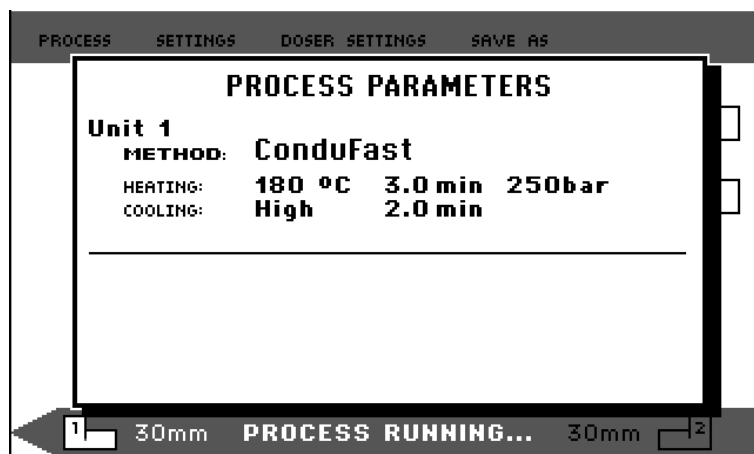 PROCESS SETTINGS DOSER SETTINGS SAVE AS
PROCESS PARAMETERS
Unit 1
METHOD: ConduFast
HEATING: 180 ºC 3.0 min 250bar
COOLING: High 2.0 min
1 30mm PROCESS RUNNING... 30mm 2